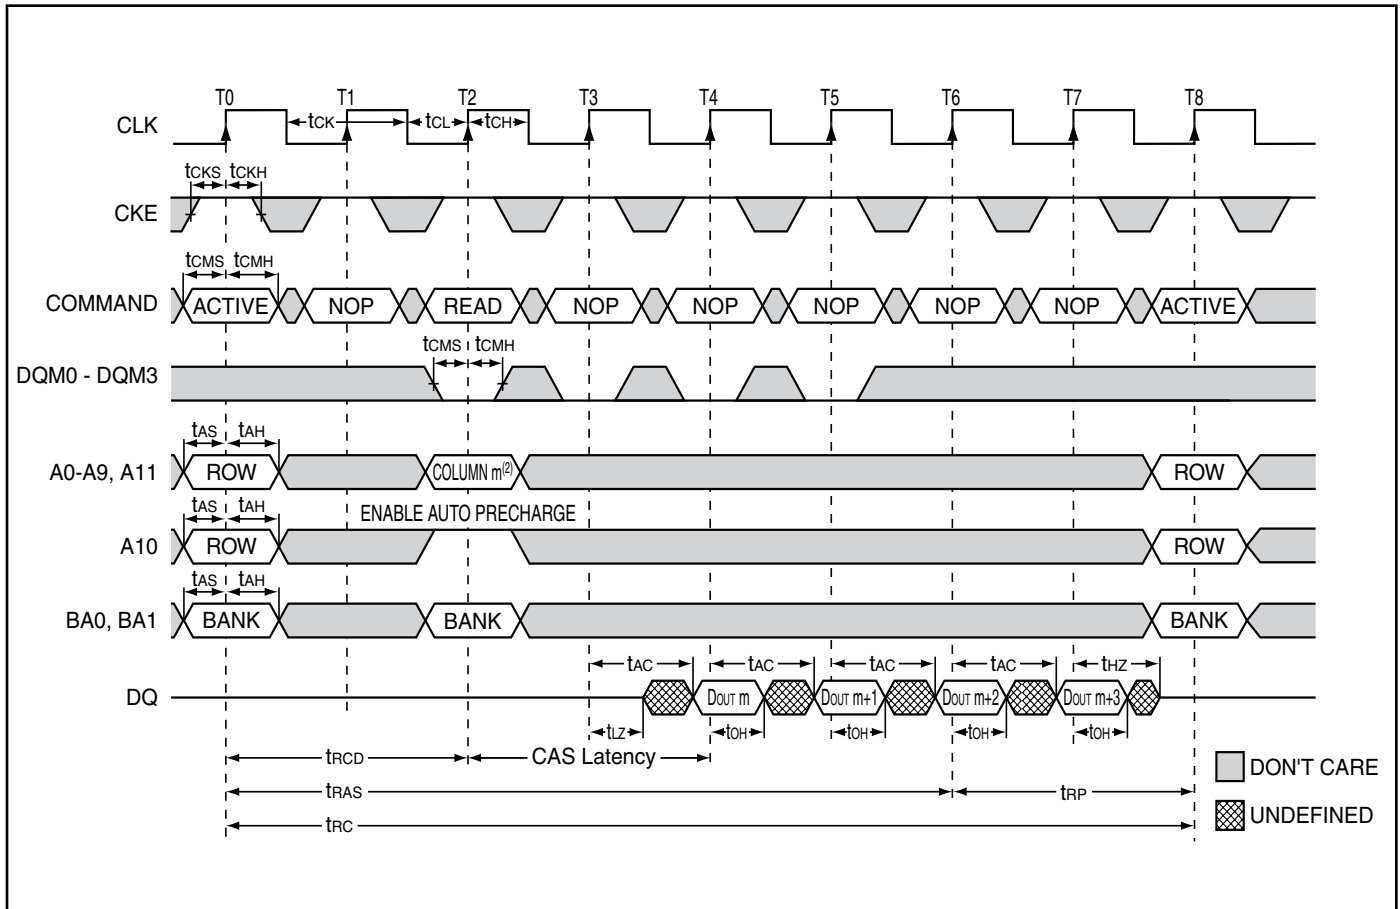 T0 T1 T2 T3 T4 T5 T6 T7 T8
CLK tCK tCL tCH
tCKS tCKH
CKE
tCMS tCMH
COMMAND ACTIVE NOP READ NOP NOP NOP NOP NOP ACTIVE
tCMS tCMH
DQM0 - DQM3
tAS tAH
A0-A9, A11 ROW COLUMN m(2) ROW
tAS tAH ENABLE AUTO PRECHARGE
A10 ROW ROW
tAS tAH
BA0, BA1 BANK BANK BANK
tAC tAC tAC tAC tHZ
DQ DOUT m DOUT m+1 DOUT m+2 DOUT m+3
tLZ tOH tOH tOH tOH
tRCD CAS Latency
DON'T CARE
tRAS tRP
UNDEFINED
tRC